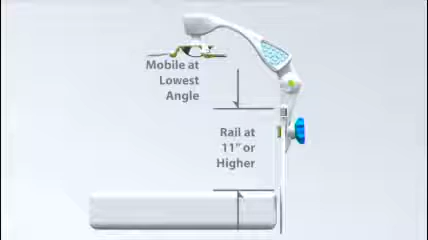 Mobile at
Lowest
Angle
Rail at
11" or
Higher